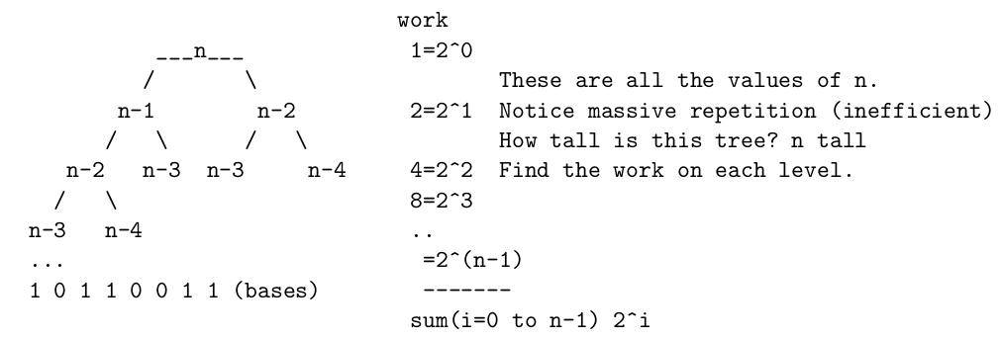 work
___n___ 1=2^0
/ \ These are all the values of n.
n-1 n-2 2=2^1 Notice massive repetition (inefficient)
/ \ / \ How tall is this tree? n tall
n-2 n-3 n-3 n-4 4=2^2 Find the work on each level.
/ \ 8=2^3
n-3 n-4 ..
... =2^(n-1)
1 0 1 1 0 0 1 1 (bases) -------
sum(i=0 to n-1) 2^i